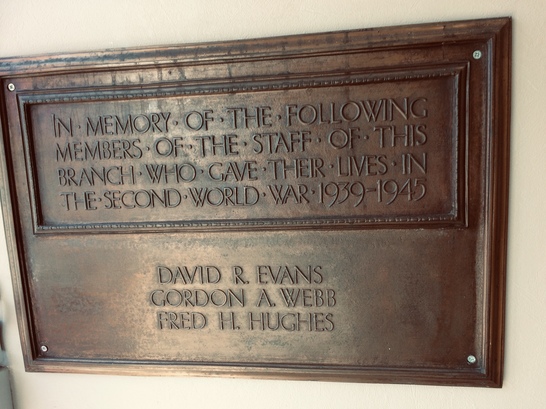 IN·MEMORY·OF·THE·FOLLOWING
MEMBERS·OF·THE·STAFF·OF·THIS
BRANCH·WHO·GAVE·THEIR·LIVES·IN
THE·SECOND·WORLD·WAR·1939-1945
DAVID R. EVANS
GORDON A. WEBB
FRED H. HUGHES